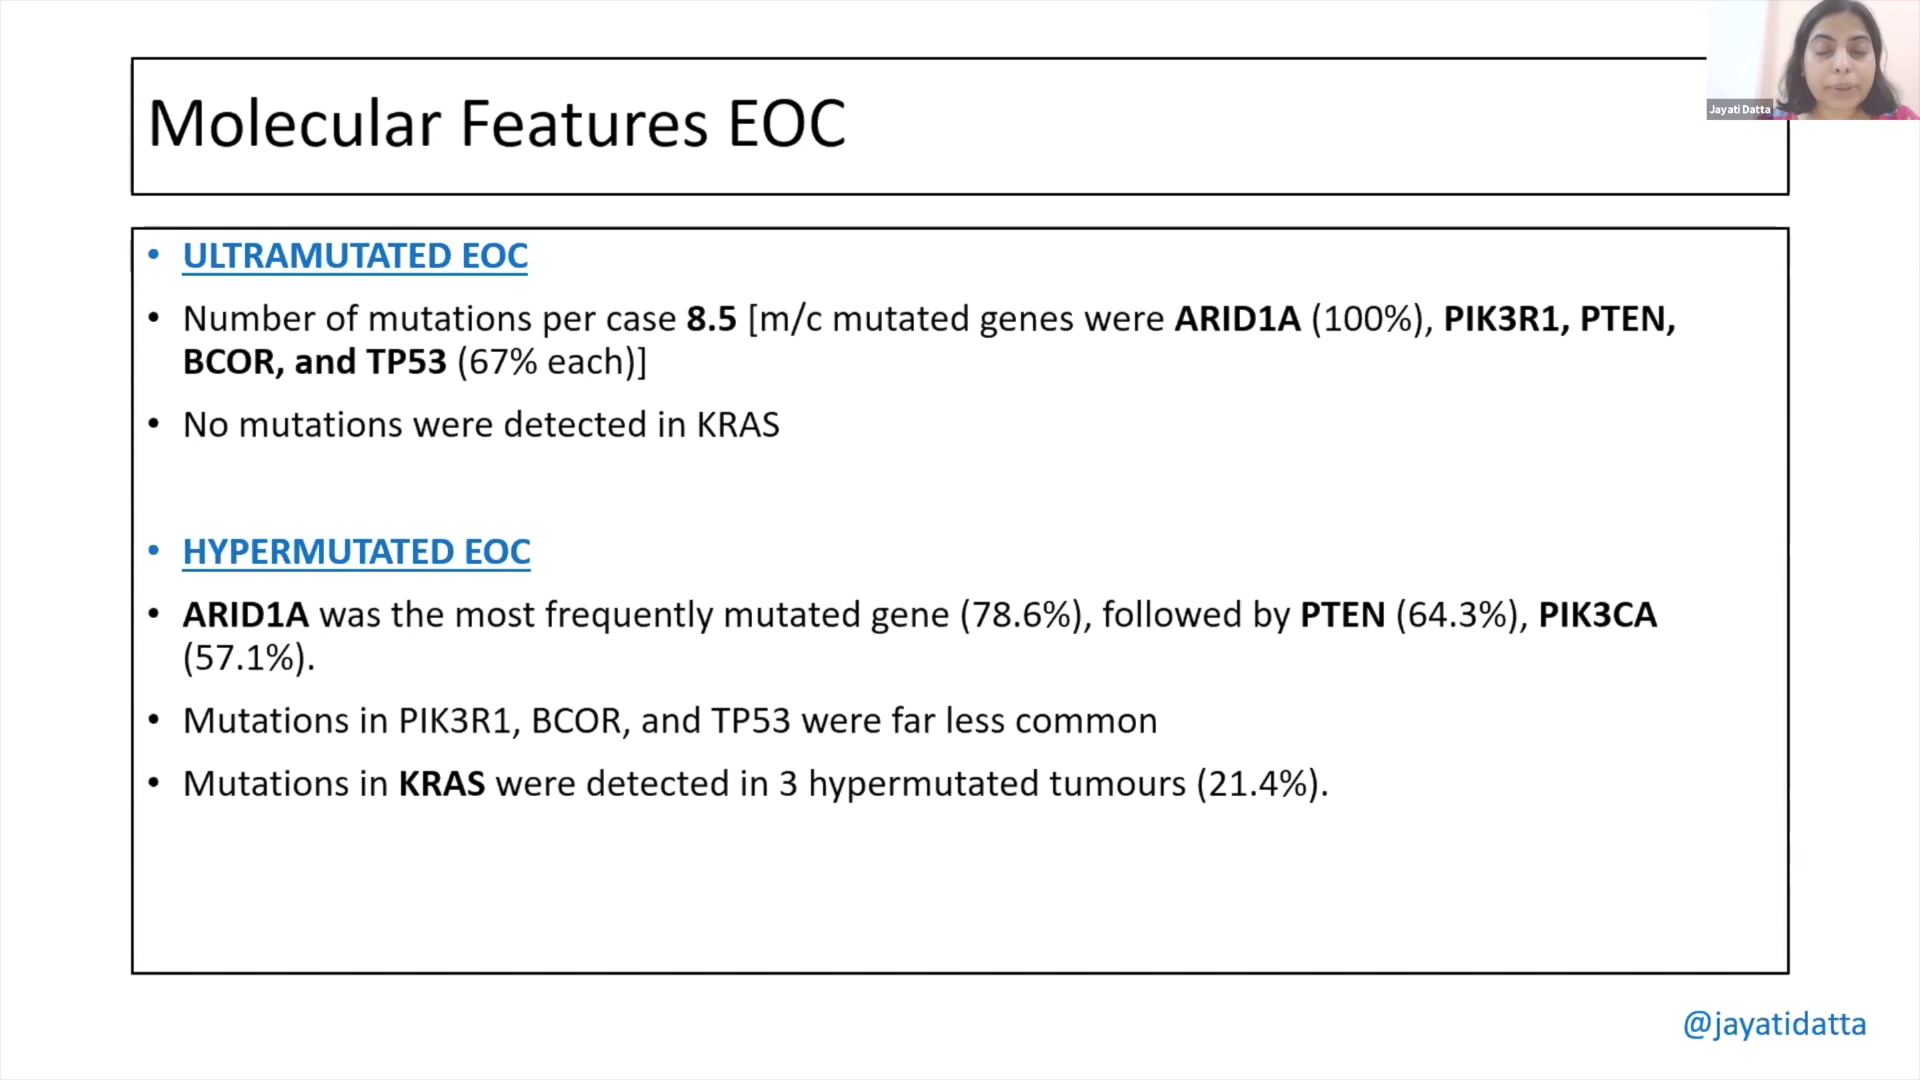 Jayati Datta
Molecular Features EOC
• ULTRAMUTATED EOC
• Number of mutations per case 8.5 [m/c mutated genes were ARID1A (100%), PIK3R1, PTEN,
BCOR, and TP53 (67% each)]
• No mutations were detected in KRAS
• HYPERMUTATED EOC
• ARID1A was the most frequently mutated gene (78.6%), followed by PTEN (64.3%), PIK3CA
(57.1%).
• Mutations in PIK3R1, BCOR, and TP53 were far less common
• Mutations in KRAS were detected in 3 hypermutated tumours (21.4%).
@jayatidatta